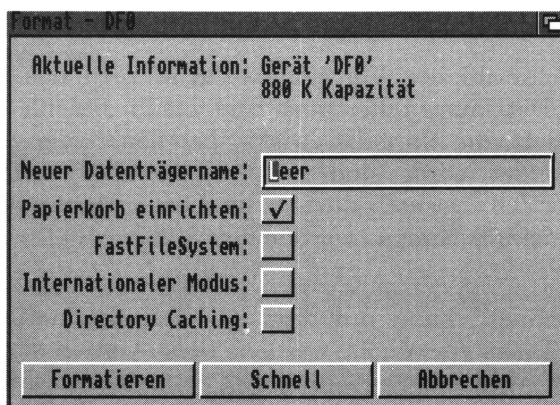 Format - DF0
Aktuelle Information: Gerät 'DF0'
880 K Kapazität
Neuer Datenträgername: Leer
Papierkorb einrichten: ✓
FastFileSystem:
Internationaler Modus:
Directory Caching:
Formatieren Schnell Abbrechen